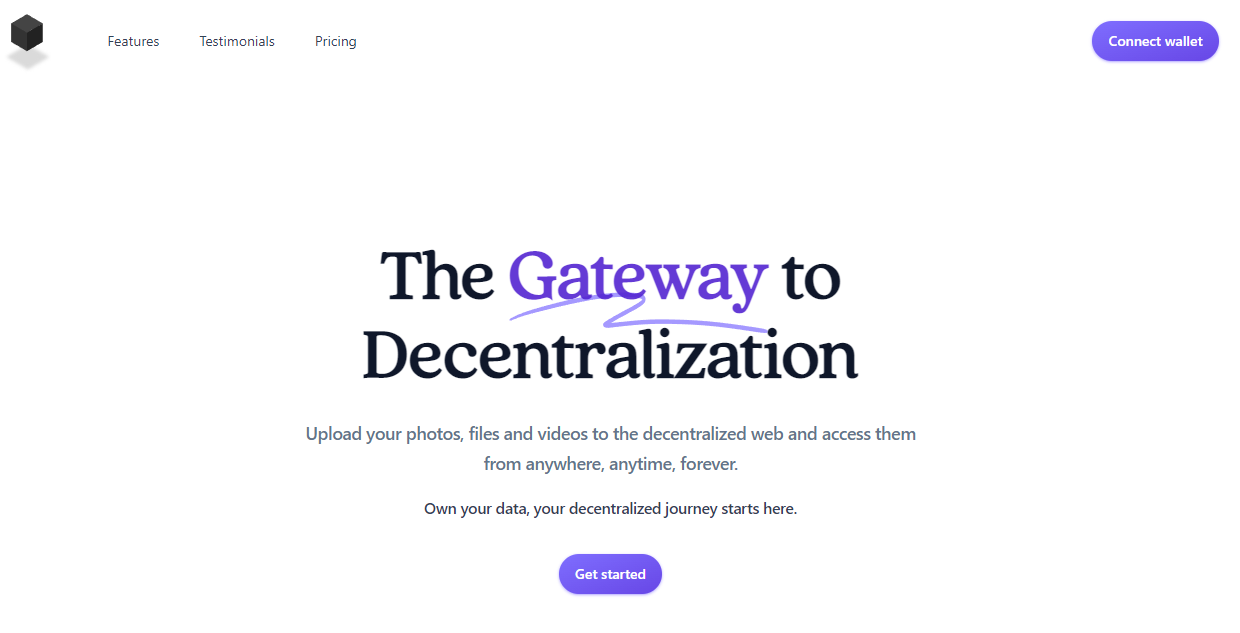 Features Testimonials Pricing Connect wallet
The Gateway to
Decentralization
Upload your photos, files and videos to the decentralized web and access them
from anywhere, anytime, forever.
Own your data, your decentralized journey starts here.
Get started